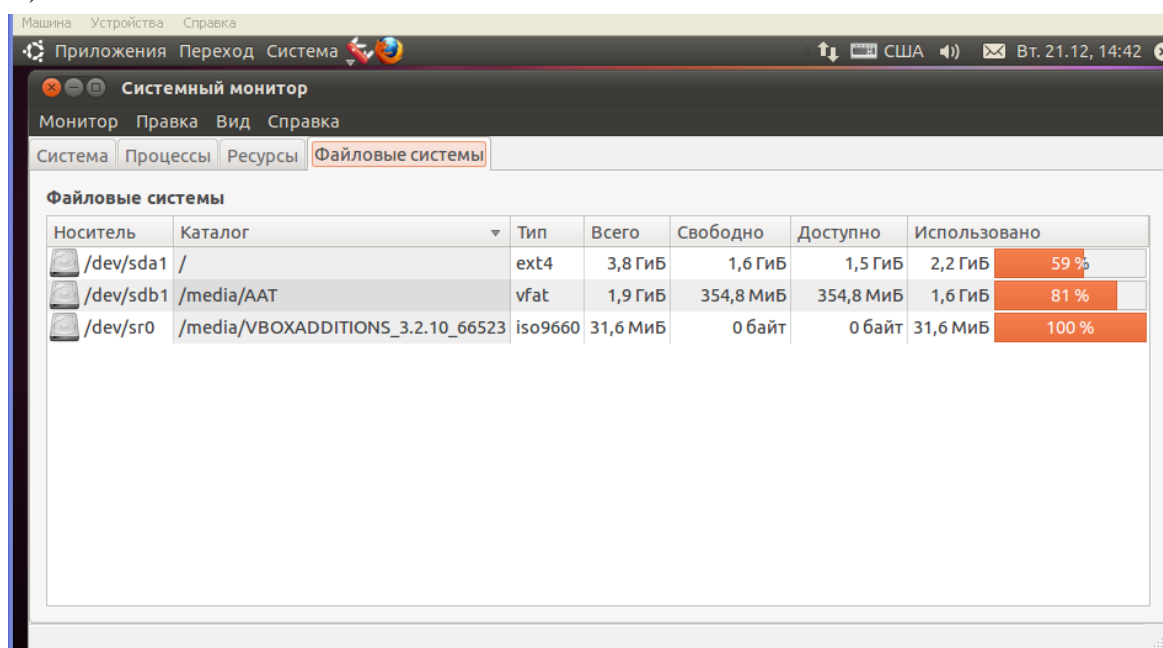 Машина Устройства Справка
Приложения Переход Система США Вт. 21.12, 14:42
Системный монитор
Монитор Правка Вид Справка
Система Процессы Ресурсы Файловые системы
Файловые системы
Носитель Каталог Тип Всего Свободно Доступно Использовано
/dev/sda1 / ext4 3,8 ГиБ 1,6 ГиБ 1,5 ГиБ 2,2 ГиБ 59 %
/dev/sdb1 /media/AAT vfat 1,9 ГиБ 354,8 МиБ 354,8 МиБ 1,6 ГиБ 81 %
/dev/sr0 /media/VBOXADDITIONS_3.2.10_66523 iso9660 31,6 МиБ 0 байт 0 байт 31,6 МиБ 100 %